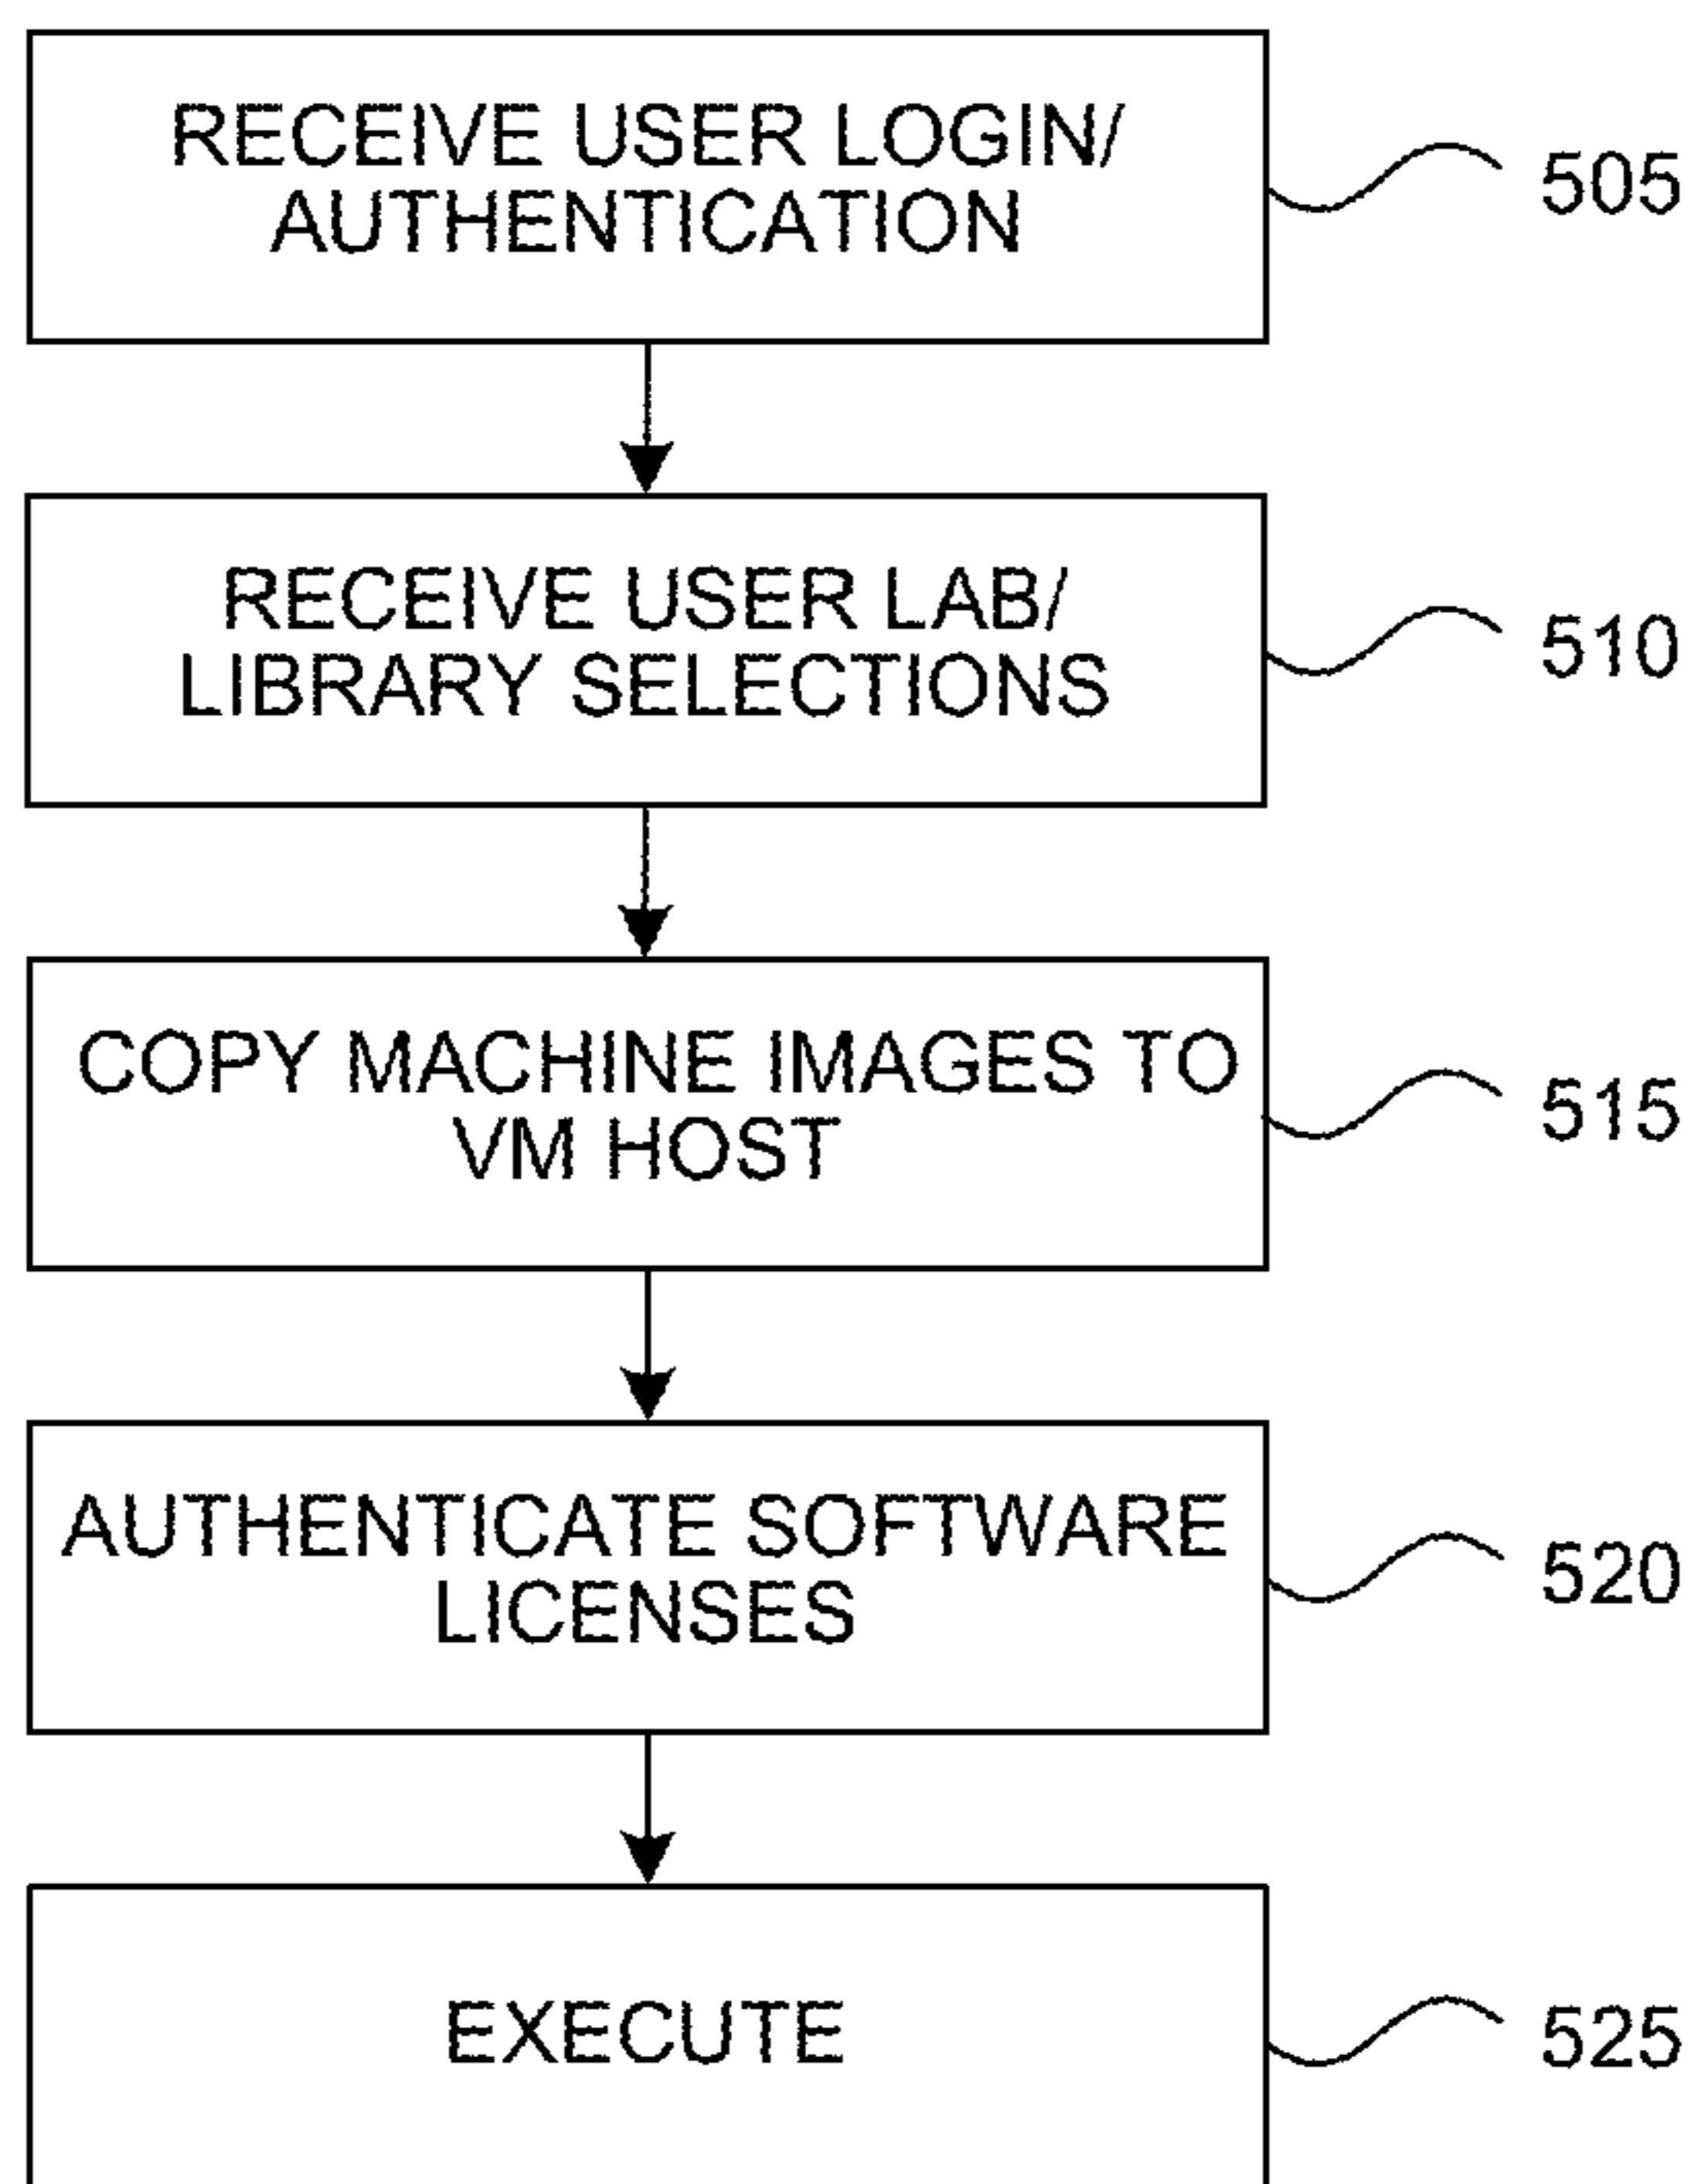 RECEIVE USER LOGIN/
AUTHENTICATION
505
RECEIVE USER LAB/
LIBRARY SELECTIONS
510
COPY MACHINE IMAGES TO
VM HOST
515
AUTHENTICATE SOFTWARE
LICENSES
520
EXECUTE
525